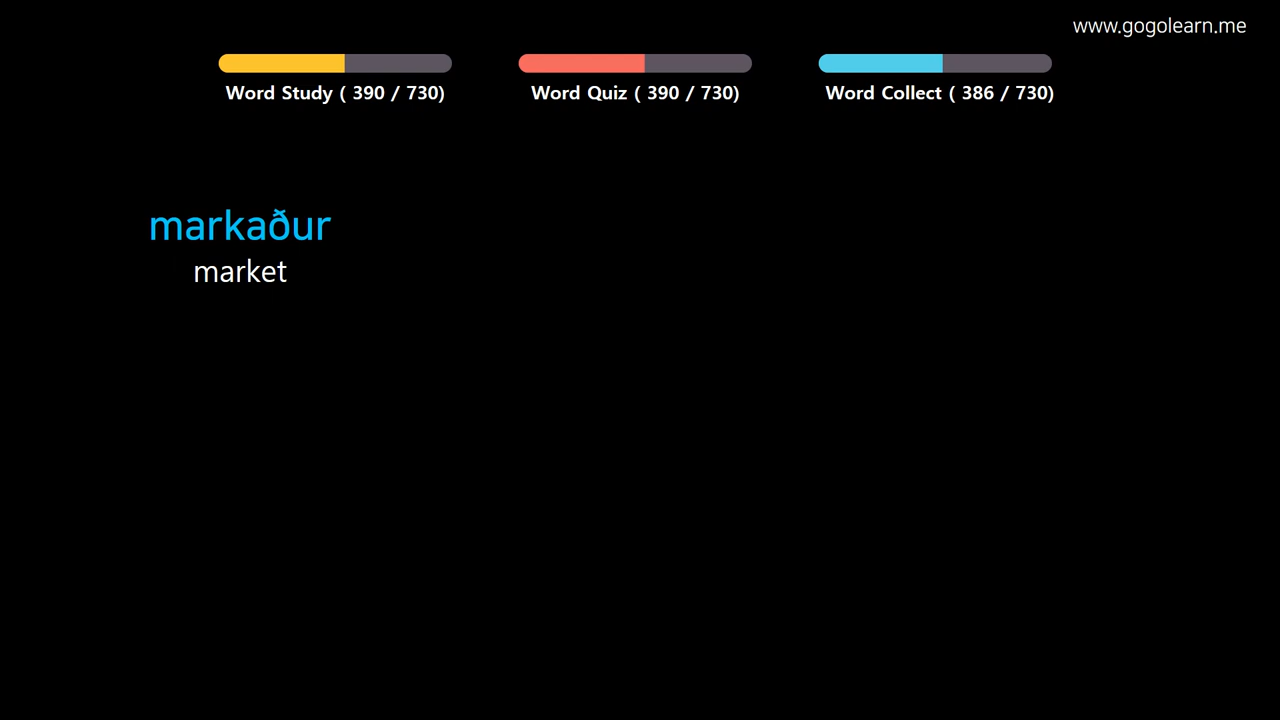 www.gogolearn.me
Word Study ( 390 / 730)
Word Quiz ( 390 / 730)
Word Collect ( 386 / 730)
markaður
market